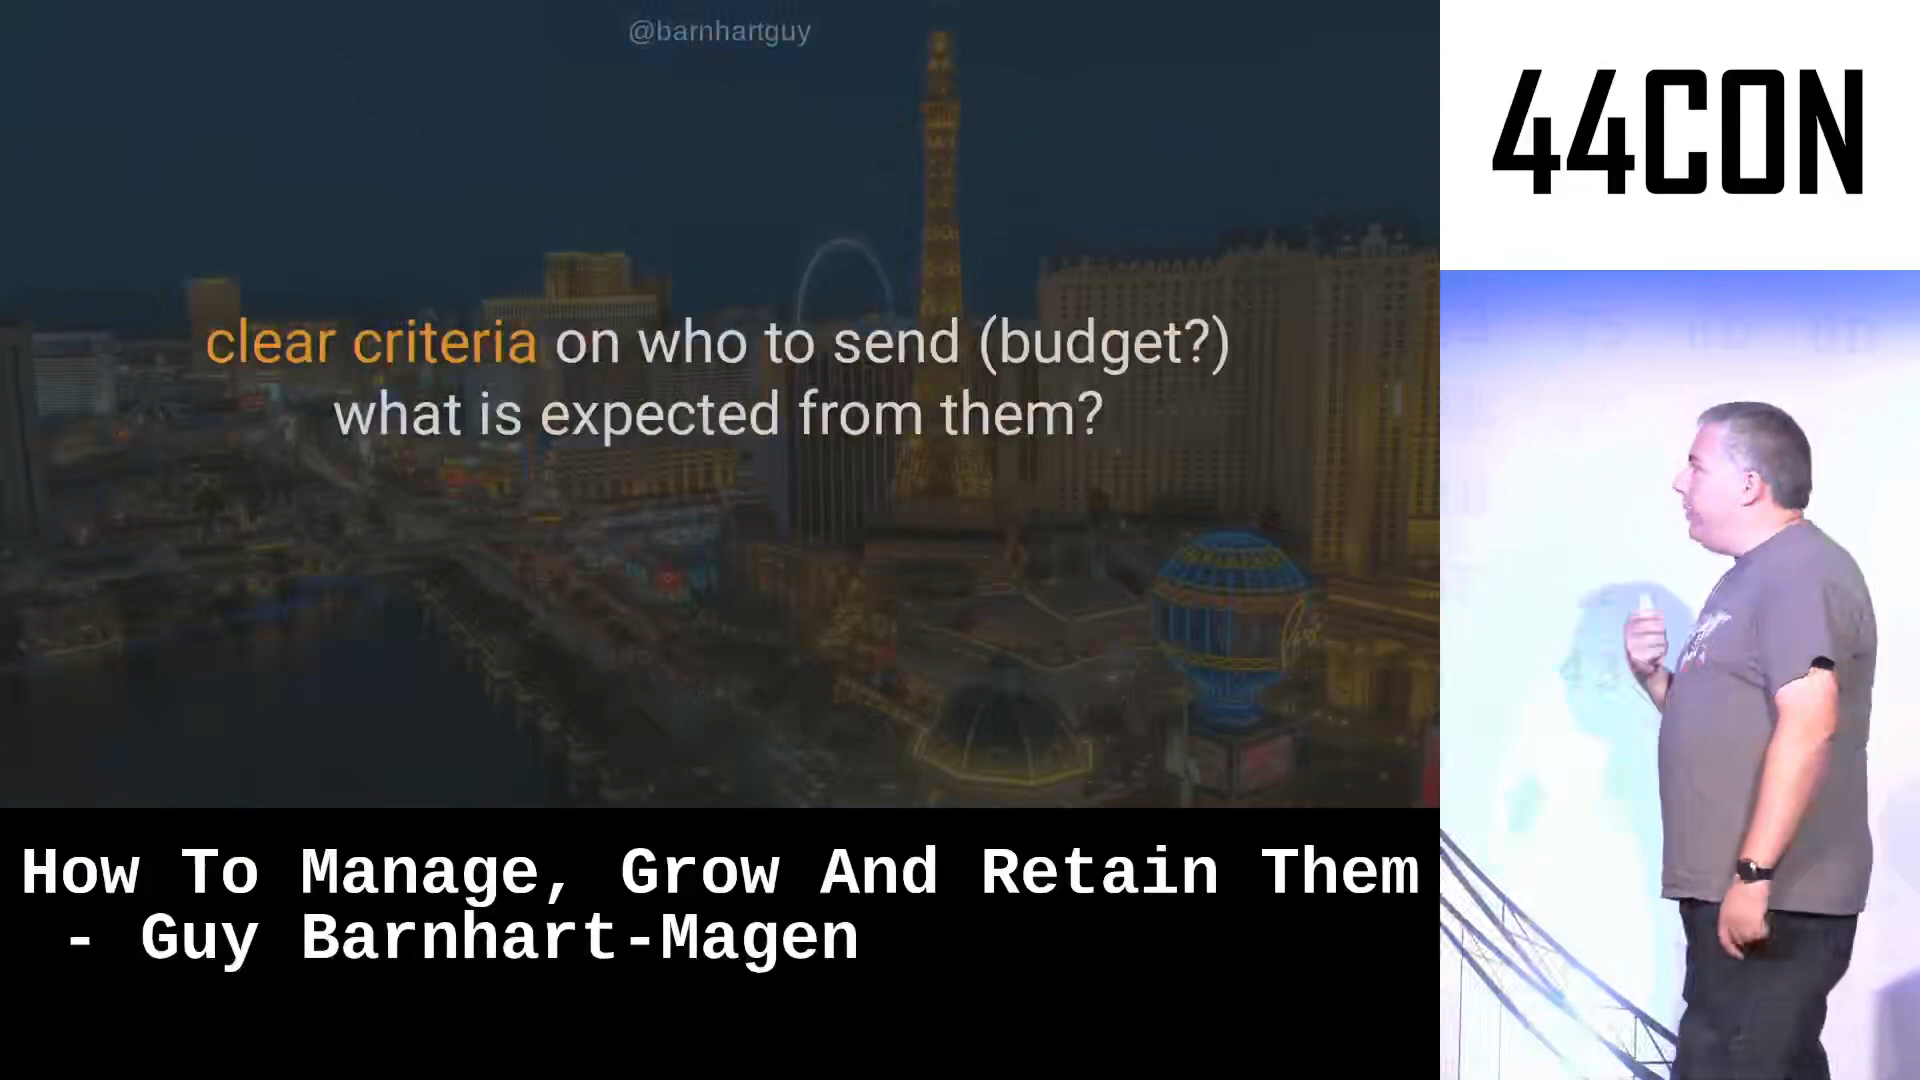 @barnhartguy
clear criteria on who to send (budget?)
what is expected from them?
44CON
How To Manage, Grow And Retain Them
- Guy Barnhart-Magen